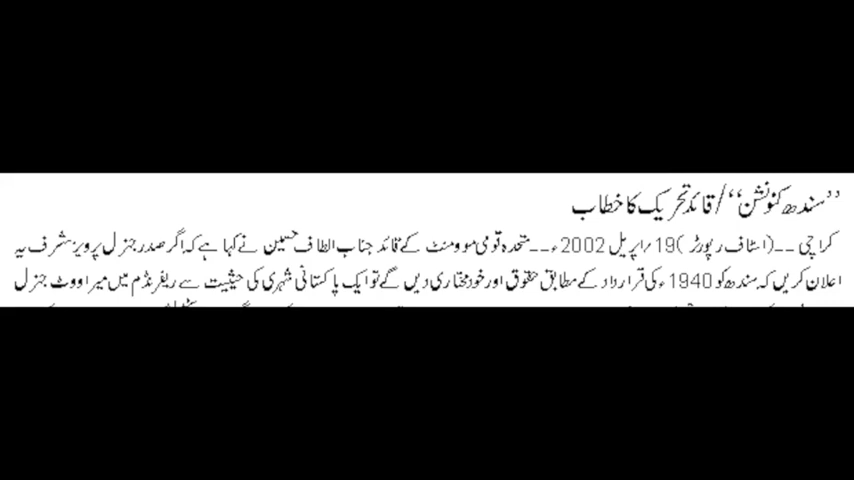 ”سندھ کنونشن“ / قائد تحریک کا خطاب
کراچی ۔۔(اسٹاف رپورٹر )19 ؍اپریل 2002ء۔۔متحدہ قومی موومنٹ کے قائد جناب الطاف حسین نے کہا ہے کہ اگر صدر جنرل پرویز مشرف یہ
اعلان کریں کہ سندھ کو 1940ء کی قرارداد کے مطابق حقوق اور خودمختاری دیں گے تو ایک پاکستانی شہری کی حیثیت سے ریفرنڈم میں میرا ووٹ جنرل